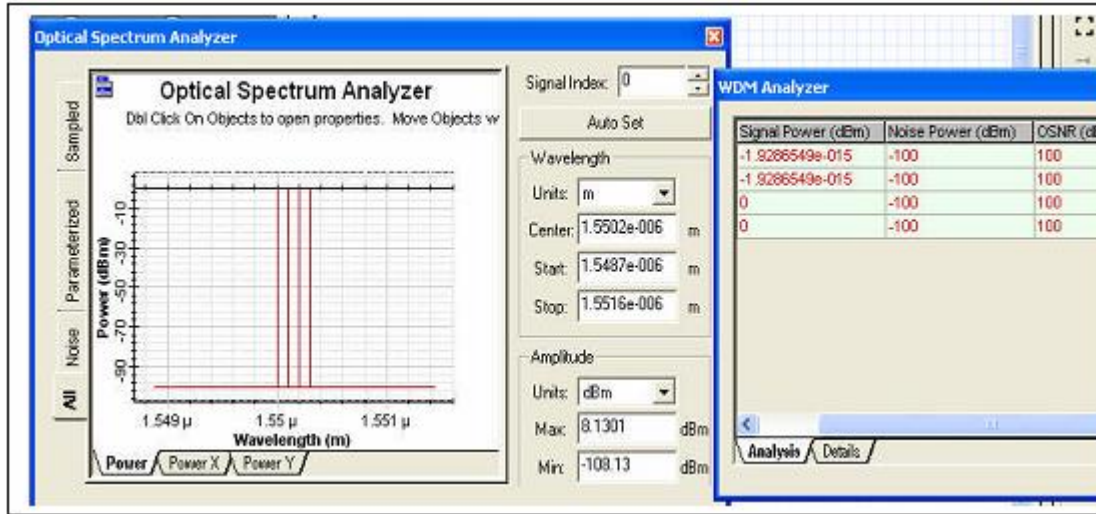 Optical Spectrum Analyzer
Optical Spectrum Analyzer
Dbl Click On Objects to open properties. Move Objects w
Sampled
Parameterized
Noise
All
Power (dBm)
-10
-30
-50
-70
-90
1.549 µ
1.55 µ
1.551 µ
Wavelength (m)
Power
Power X
Power Y
Signal Index: 0
Auto Set
Wavelength
Units: m
Center: 1.5502e-006 m
Start: 1.5487e-006 m
Stop: 1.5516e-006 m
Amplitude
Units: dBm
Max: 8.1301 dBm
Min: -108.13 dBm
WDM Analyzer
Signal Power (dBm) Noise Power (dBm) OSNR (d
-1.9286549e-015 -100 100
-1.9286549e-015 -100 100
0 -100 100
0 -100 100
Analysis
Details